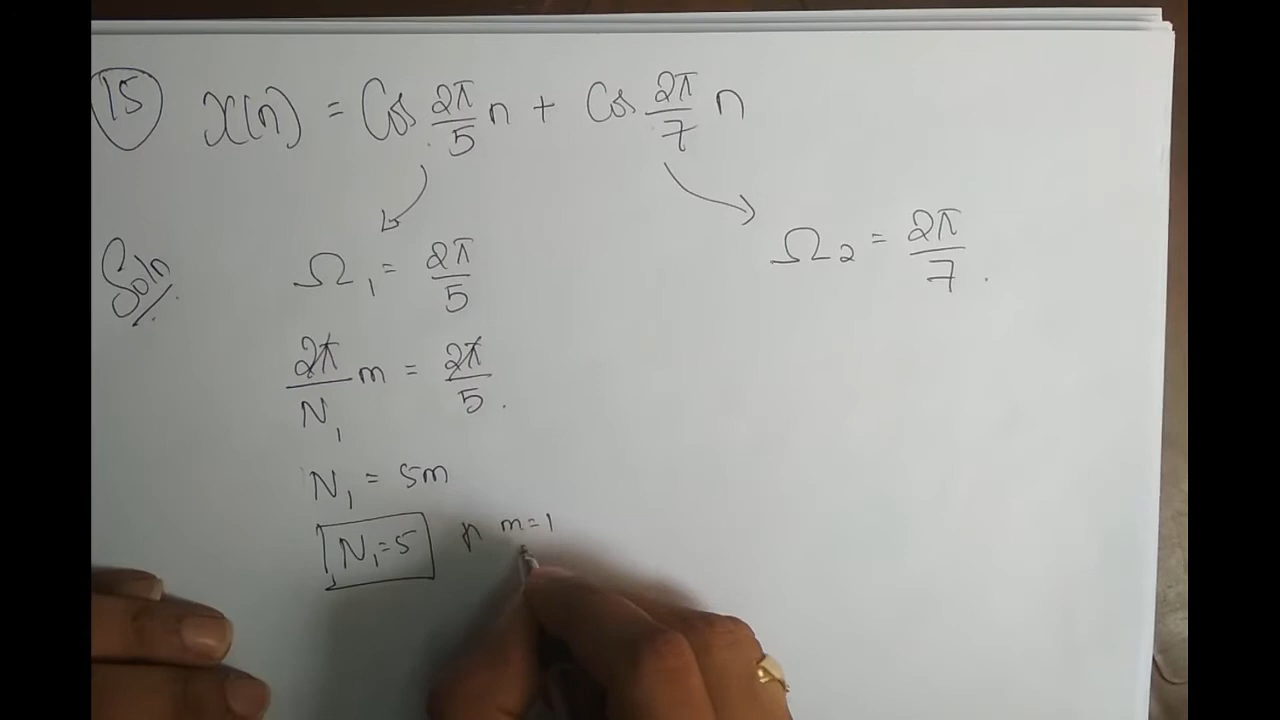 15 x(n) = Cos 2π/5 n + Cos 2π/7 n
Soln
Ω₁ = 2π/5
Ω₂ = 2π/7.
2π/N₁ m = 2π/5.
N₁ = 5m
N₁=5 m=1